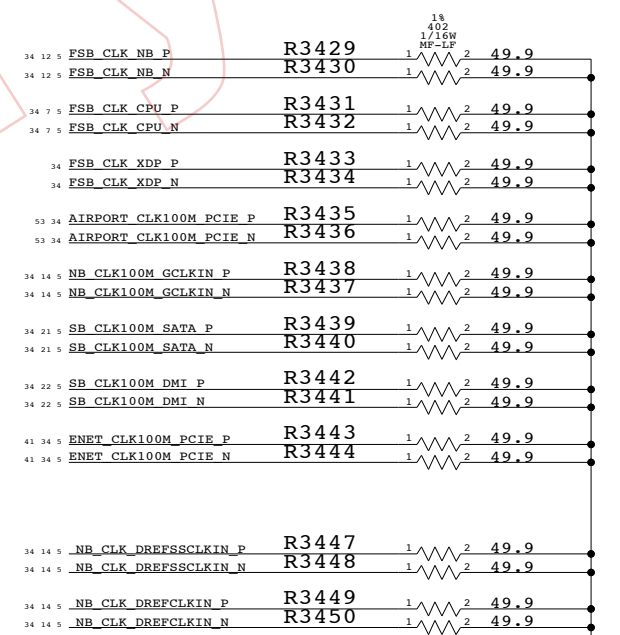 1%
402
1/16W
MF-LF
34 12 5 FSB_CLK_NB_P R3429 1 2 49.9
34 12 5 FSB_CLK_NB_N R3430 1 2 49.9
34 7 5 FSB_CLK_CPU_P R3431 1 2 49.9
34 7 5 FSB_CLK_CPU_N R3432 1 2 49.9
34 FSB_CLK_XDP_P R3433 1 2 49.9
34 FSB_CLK_XDP_N R3434 1 2 49.9
53 34 AIRPORT_CLK100M_PCIE_P R3435 1 2 49.9
53 34 AIRPORT_CLK100M_PCIE_N R3436 1 2 49.9
34 14 5 NB_CLK100M_GCLKIN_P R3438 1 2 49.9
34 14 5 NB_CLK100M_GCLKIN_N R3437 1 2 49.9
34 21 5 SB_CLK100M_SATA_P R3439 1 2 49.9
34 21 5 SB_CLK100M_SATA_N R3440 1 2 49.9
34 22 5 SB_CLK100M_DMI_P R3442 1 2 49.9
34 22 5 SB_CLK100M_DMI_N R3441 1 2 49.9
41 34 5 ENET_CLK100M_PCIE_P R3443 1 2 49.9
41 34 5 ENET_CLK100M_PCIE_N R3444 1 2 49.9
34 14 5 NB_CLK_DREFSSCLKIN_P R3447 1 2 49.9
34 14 5 NB_CLK_DREFSSCLKIN_N R3448 1 2 49.9
34 14 5 NB_CLK_DREFCLKIN_P R3449 1 2 49.9
34 14 5 NB_CLK_DREFCLKIN_N R3450 1 2 49.9